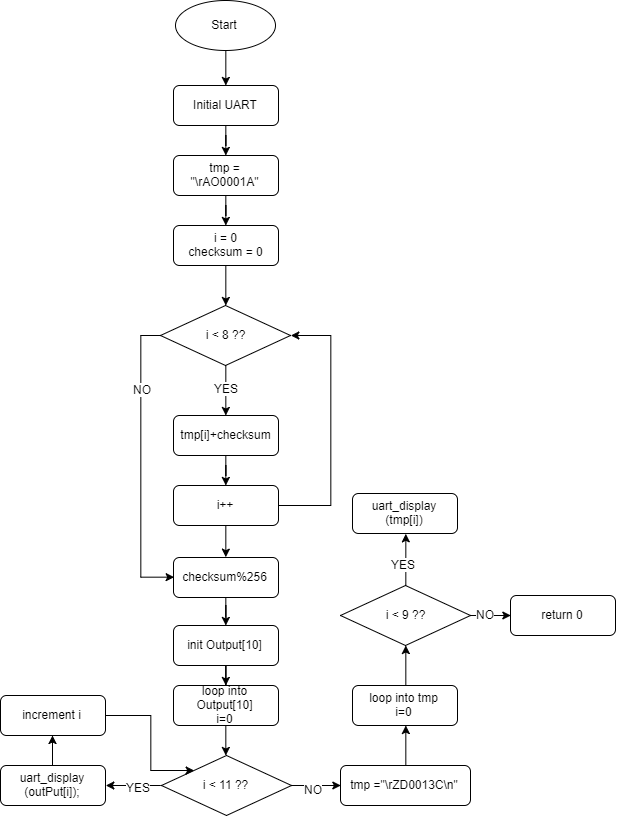 Start
Initial UART
tmp =
"\rAO0001A"
i = 0
checksum = 0
i < 8 ??
NO
YES
tmp[i]+checksum
i++
checksum%256
init Output[10]
loop into
Output[10]
i=0
i < 11 ??
YES
uart_display
(outPut[i]);
increment i
NO
tmp ="\rZD0013C\n"
loop into tmp
i=0
i < 9 ??
YES
uart_display
(tmp[i])
NO
return 0